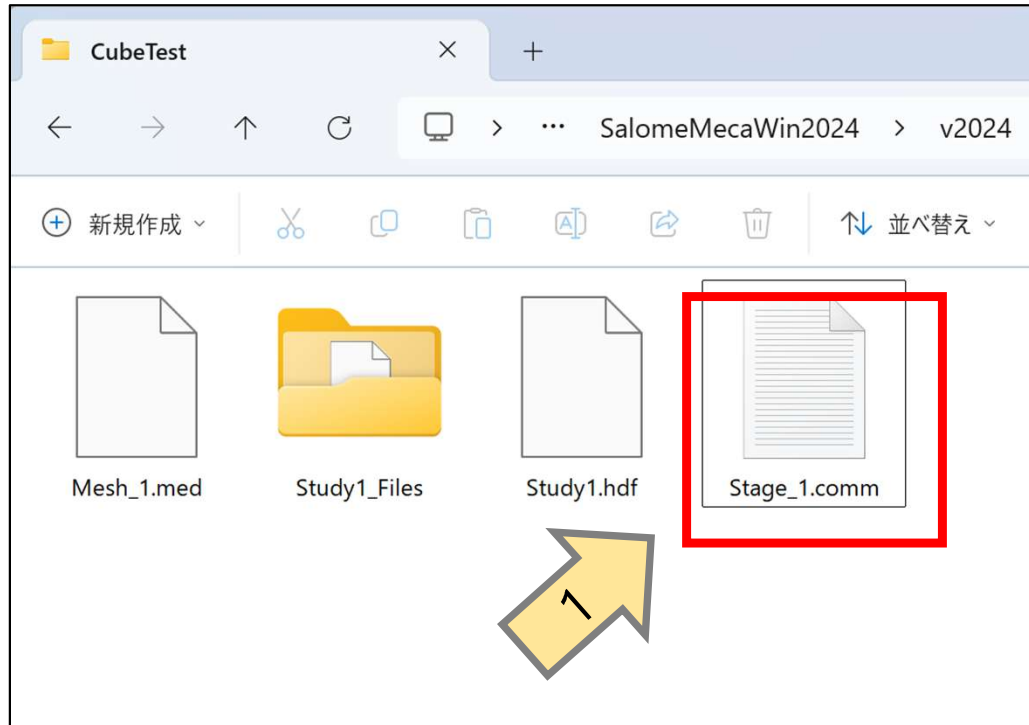 CubeTest
SalomeMecaWin2024 > v2024
新規作成
並べ替え
Mesh_1.med
Study1_Files
Study1.hdf
Stage_1.comm
1